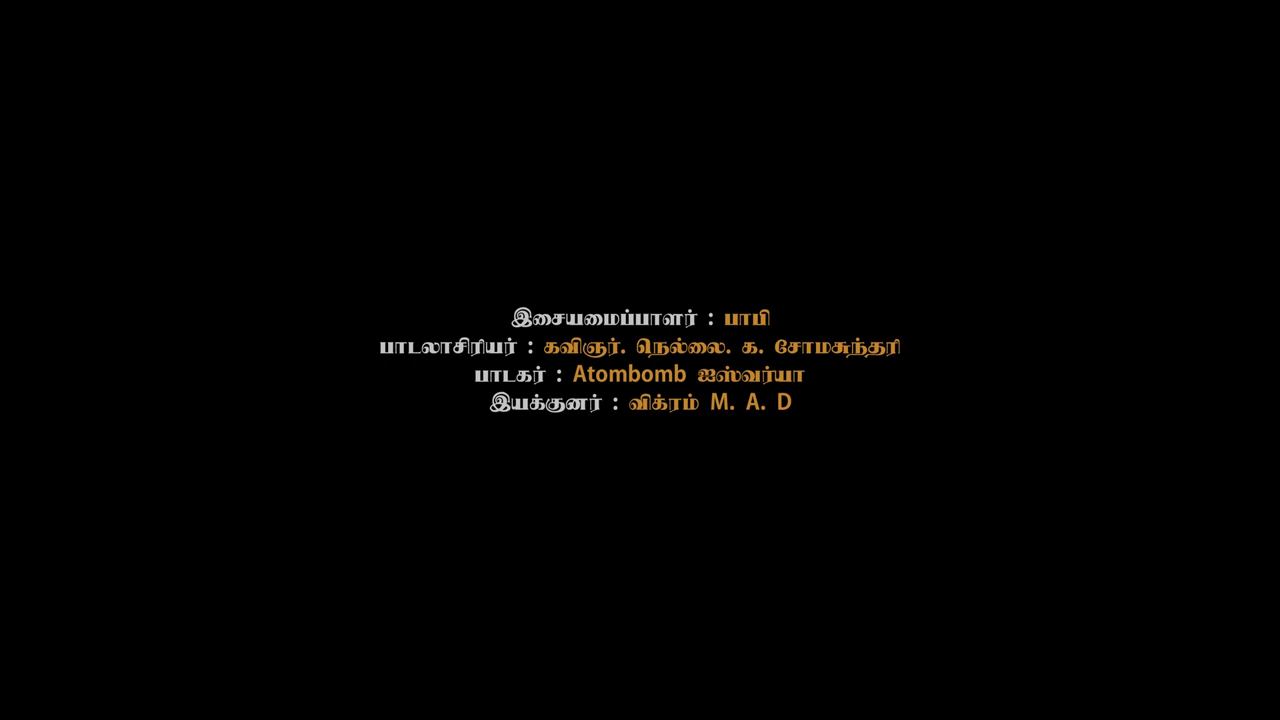 இசையமைப்பாளர் : பாபி
பாடலாசிரியர் : கவிஞர். நெல்லை. க. சோமசுந்தரி
பாடகர் : Atombomb ஐஸ்வர்யா
இயக்குனர் : விக்ரம் M. A. D